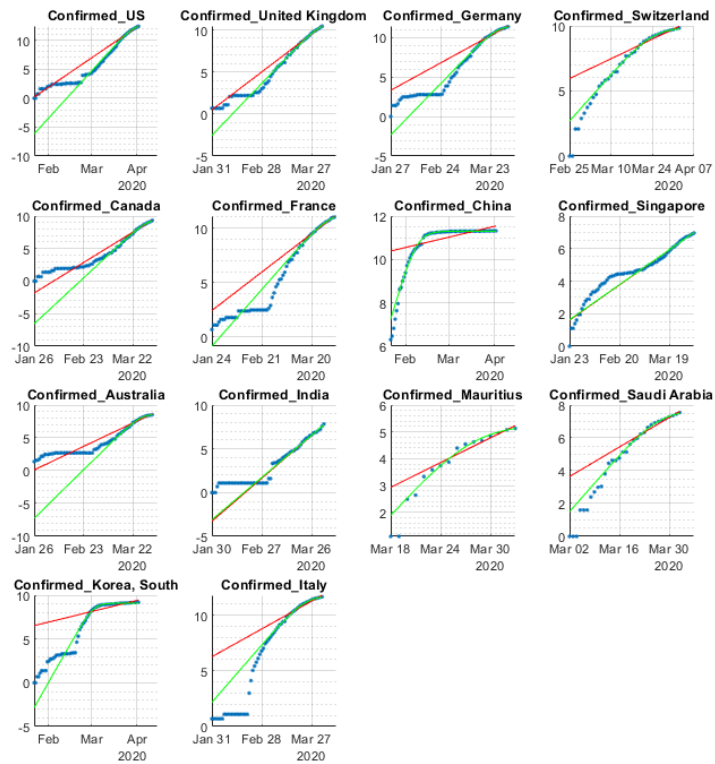 Confirmed_US
10
5
0
-5
-10
Feb Mar Apr
2020
Confirmed_United Kingdom
10
5
0
-5
Jan 31 Feb 28 Mar 27
2020
Confirmed_Germany
10
5
0
-5
Jan 27 Feb 24 Mar 23
2020
Confirmed_Switzerland
10
5
0
Feb 25 Mar 10 Mar 24 Apr 07
2020
Confirmed_Canada
10
5
0
-5
-10
Jan 26 Feb 23 Mar 22
2020
Confirmed_France
10
5
0
Jan 24 Feb 21 Mar 20
2020
Confirmed_China
12
10
8
6
Feb Mar Apr
2020
Confirmed_Singapore
8
6
4
2
0
Jan 23 Feb 20 Mar 19
2020
Confirmed_Australia
10
5
0
-5
-10
Jan 26 Feb 23 Mar 22
2020
Confirmed_India
10
5
0
-5
Jan 30 Feb 27 Mar 26
2020
Confirmed_Mauritius
6
5
4
3
2
Mar 18 Mar 24 Mar 30
2020
Confirmed_Saudi Arabia
8
6
4
2
0
Mar 02 Mar 16 Mar 30
2020
Confirmed_Korea, South
10
5
0
-5
Feb Mar Apr
2020
Confirmed_Italy
10
5
0
Jan 31 Feb 28 Mar 27
2020